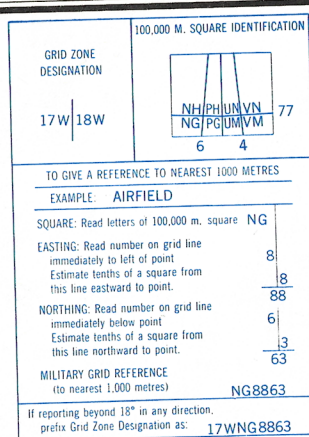 100,000 M. SQUARE IDENTIFICATION
GRID ZONE
DESIGNATION
17W 18W
NH PH UN VN 77
NG PG UM VM
6 4
TO GIVE A REFERENCE TO NEAREST 1000 METRES
EXAMPLE: AIRFIELD
SQUARE: Read letters of 100,000 m. square NG
EASTING: Read number on grid line
immediately to left of point 8
Estimate tenths of a square from
this line eastward to point. 8
88
NORTHING: Read number on grid line
immediately below point 6
Estimate tenths of a square from
this line northward to point. 3
63
MILITARY GRID REFERENCE
(to nearest 1,000 metres) NG8863
If reporting beyond 18° in any direction,
prefix Grid Zone Designation as: 17WNG8863